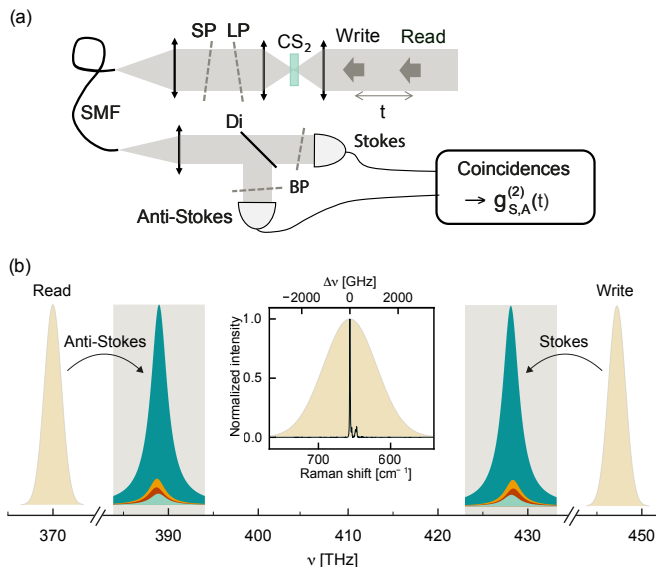 (a)
SP LP CS₂ Write Read
t
SMF
Di
Stokes
BP
Anti-Stokes
Coincidences
→ g⁽²⁾S,A(t)
(b)
Read
Write
Anti-Stokes
Stokes
Δν [GHz]
−2000 0 2000
Normalized intensity
1.0
0.5
0.0
700 600
Raman shift [cm⁻¹]
370 390 400 410 420 430 450
ν [THz]